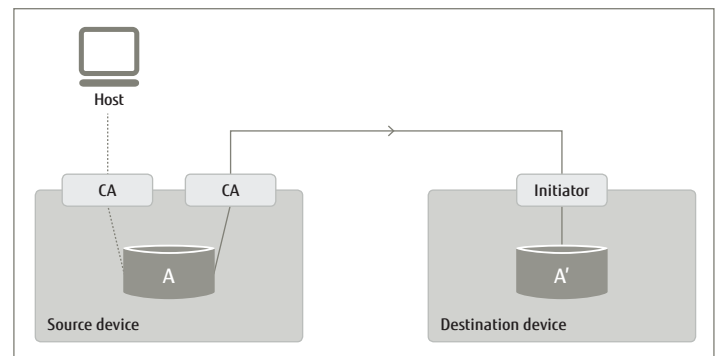 Host
CA
CA
Initiator
A
A′
Source device
Destination device